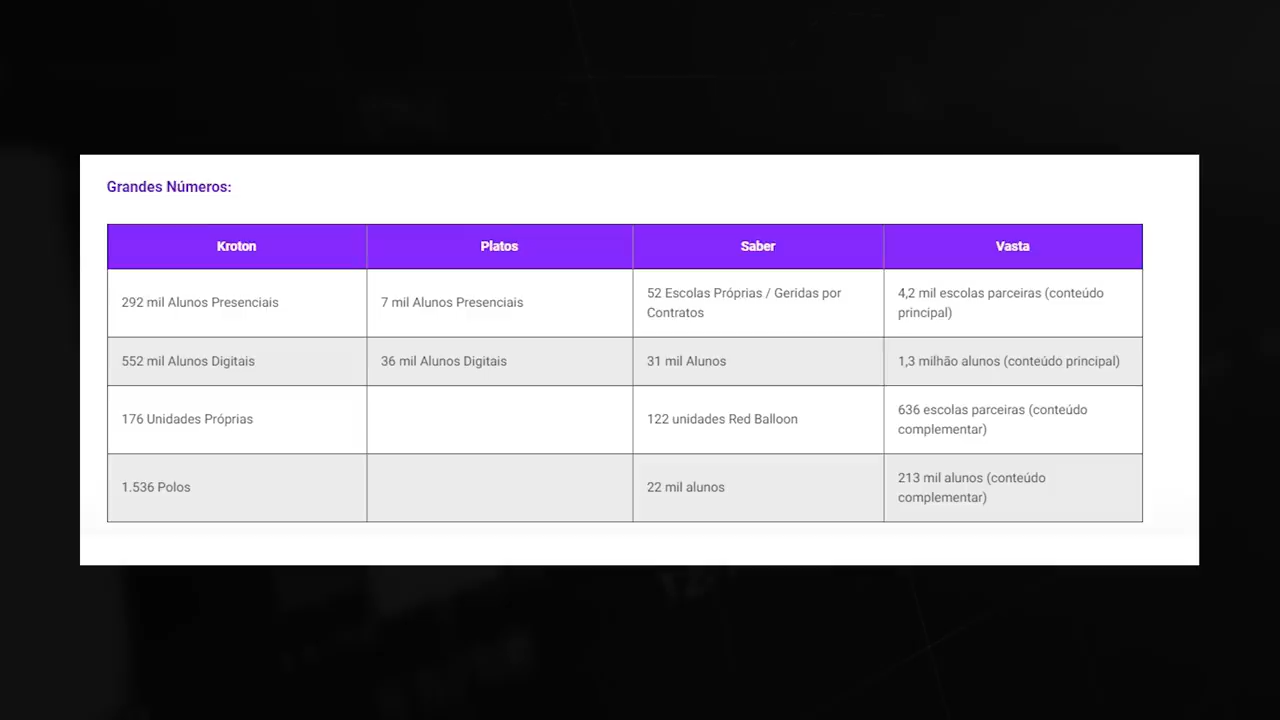 Grandes Números:
Kroton Platos Saber Vasta
292 mil Alunos Presenciais
7 mil Alunos Presenciais
52 Escolas Próprias / Geridas por
Contratos
4,2 mil escolas parceiras (conteúdo
principal)
552 mil Alunos Digitais
36 mil Alunos Digitais
31 mil Alunos
1,3 milhão alunos (conteúdo principal)
176 Unidades Próprias
122 unidades Red Balloon
636 escolas parceiras (conteúdo
complementar)
1.536 Polos
22 mil alunos
213 mil alunos (conteúdo
complementar)